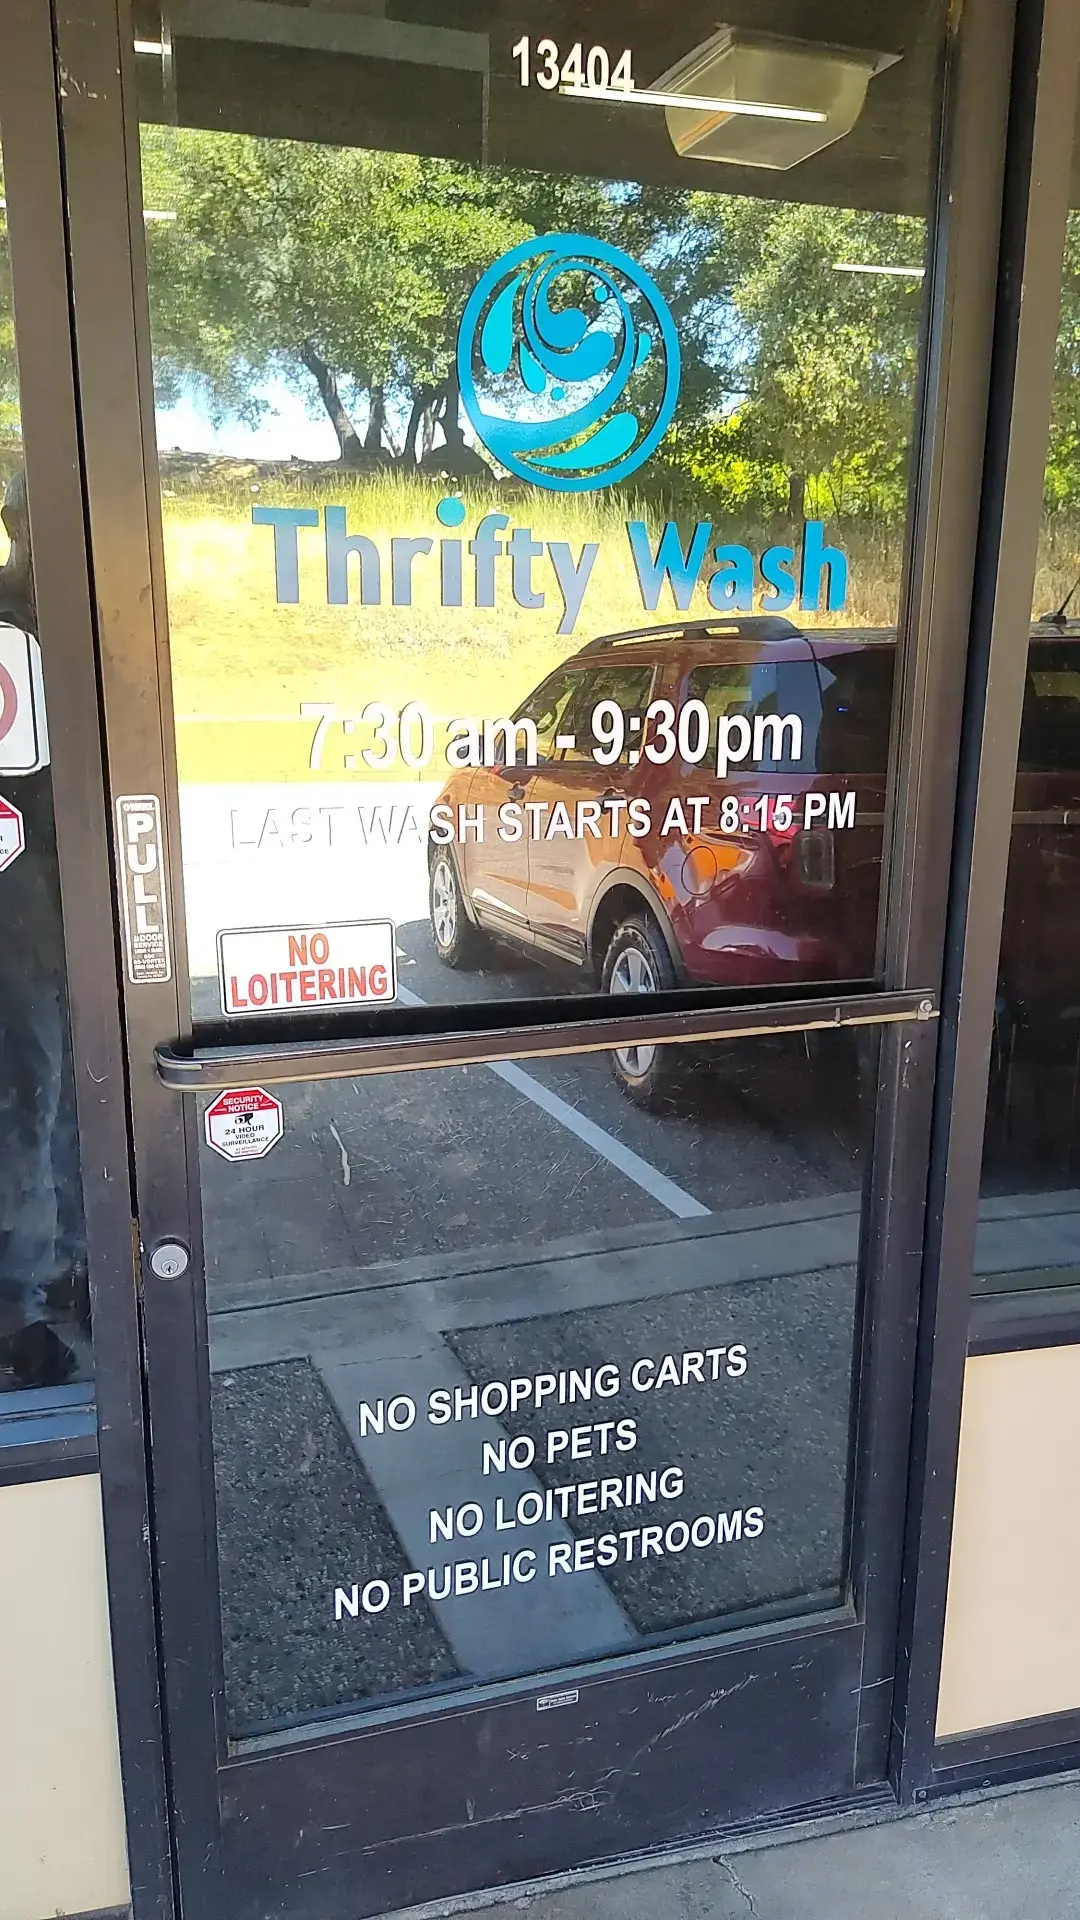 13404
Thrifty Wash
7:30 am - 9:30 pm
LAST WASH STARTS AT 8:15 PM
PULL
NO
LOITERING
SECURITY
NOTICE
24 HOUR
VIDEO
SURVEILLANCE
NO SHOPPING CARTS
NO PETS
NO LOITERING
NO PUBLIC RESTROOMS